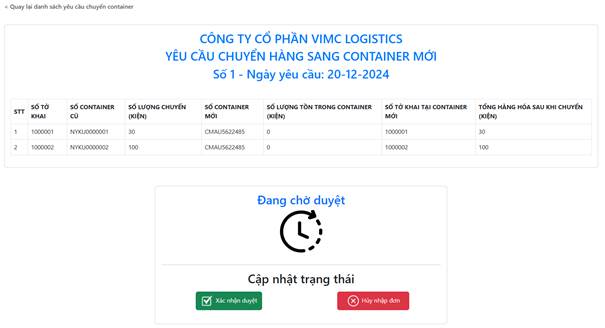 < Quay lại danh sách yêu cầu chuyển container
CÔNG TY CỔ PHẦN VIMC LOGISTICS
YÊU CẦU CHUYỂN HÀNG SANG CONTAINER MỚI
Số 1 - Ngày yêu cầu: 20-12-2024
STT SỐ TỜ KHAI SỐ CONTAINER CŨ SỐ LƯỢNG CHUYỂN (KIỆN) SỐ CONTAINER MỚI SỐ LƯỢNG TỒN TRONG CONTAINER (KIỆN) SỐ TỜ KHAI TẠI CONTAINER MỚI TỔNG HÀNG HÓA SAU KHI CHUYỂN (KIỆN)
1 1000001 NYKU0000001 30 CMAU5622485 0 1000001 30
2 1000002 NYKU0000002 100 CMAU5622485 0 1000002 100
Đang chờ duyệt
Cập nhật trạng thái
Xác nhận duyệt Hủy nhập đơn